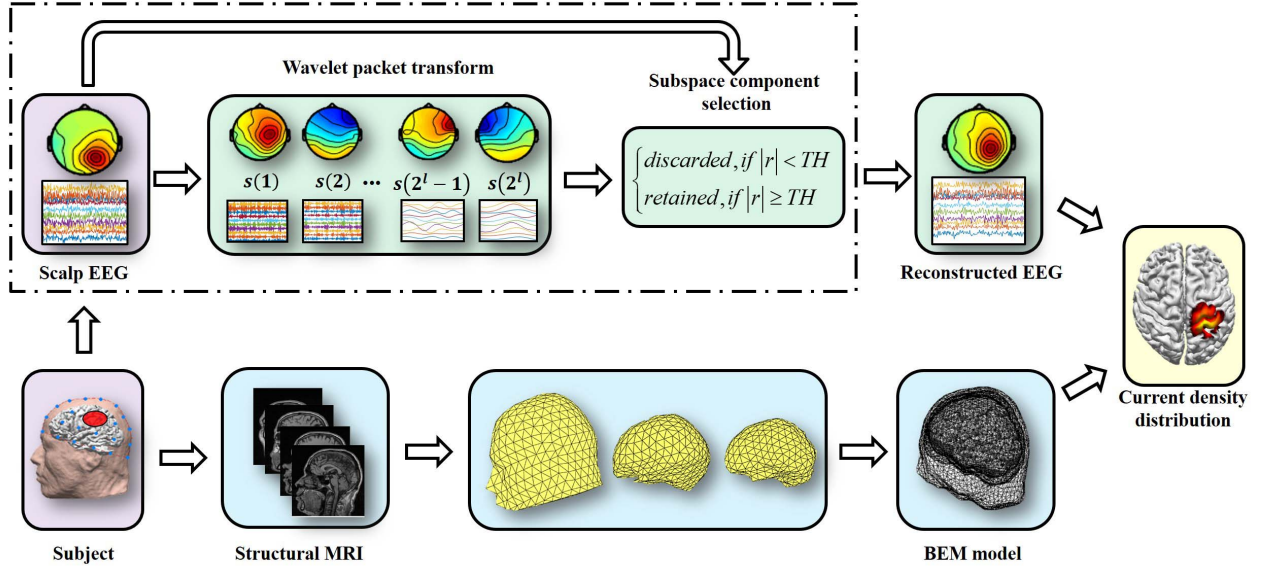 Wavelet packet transform
Subspace component
selection
s(1) s(2) ... s(2^l − 1) s(2^l)
discarded, if |r| < TH
retained, if |r| ≥ TH
Scalp EEG
Reconstructed EEG
Current density
distribution
Subject
Structural MRI
BEM model